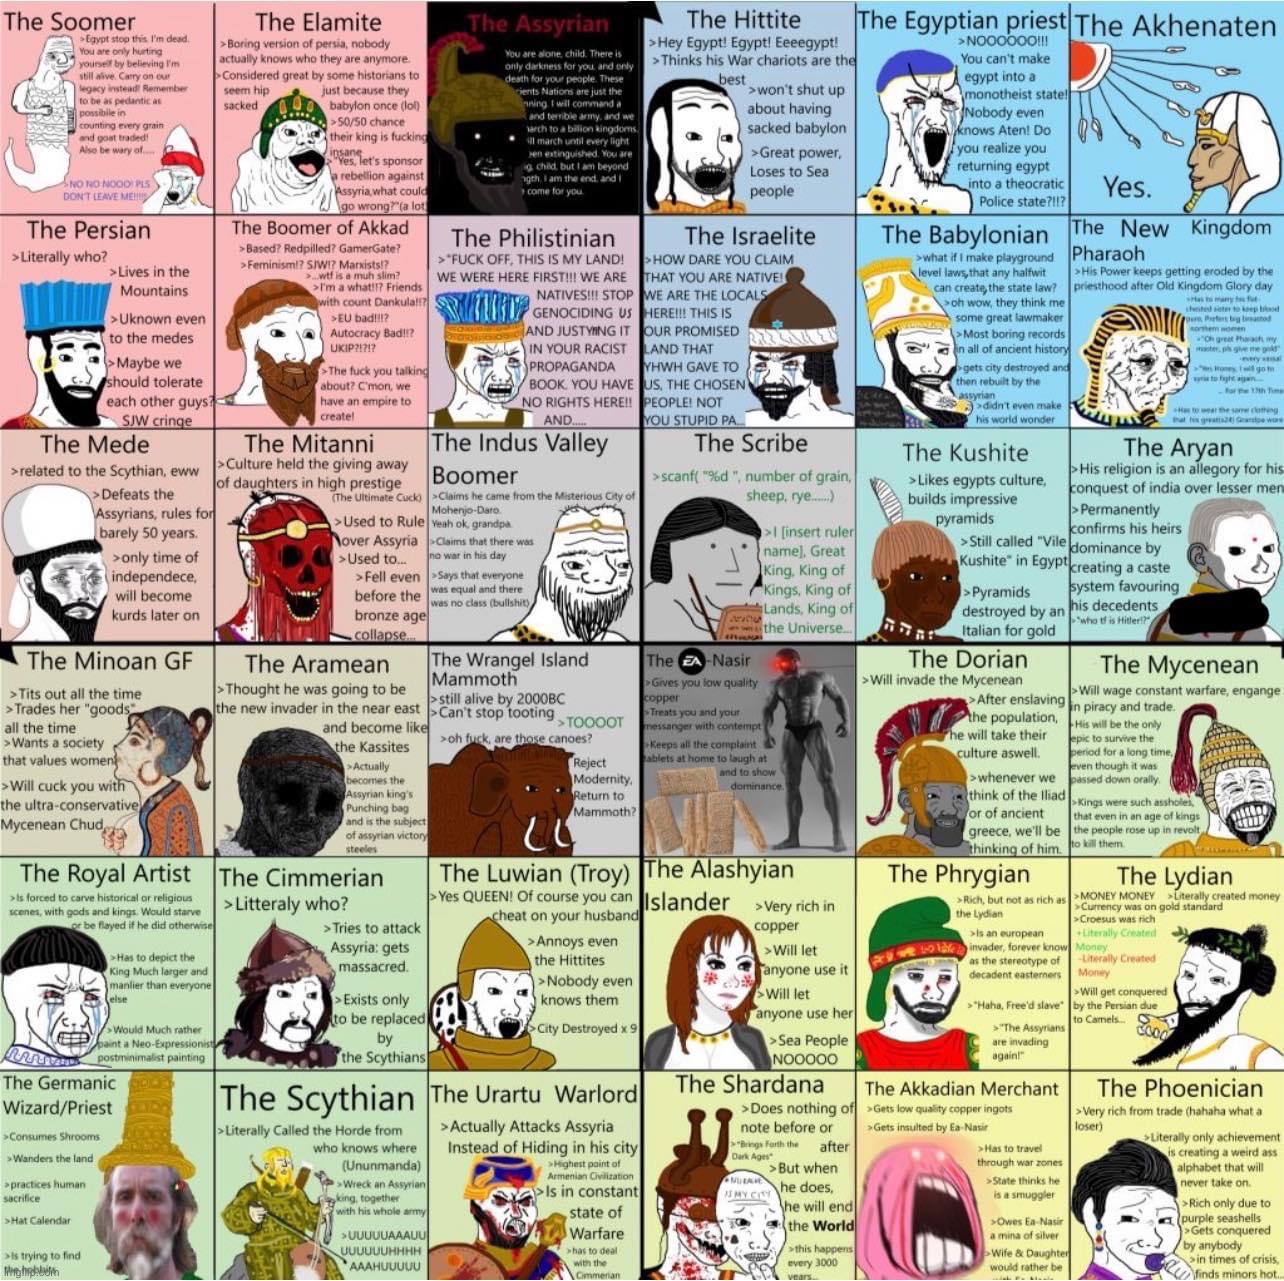 The Soomer
>Egypt stop this. I'm dead.
You are only hurting
yourself by believing I'm
still alive. Carry on our
legacy instead! Remember
to be as pedantic as
possibile in
counting every grain
and goat traded!
Also be wary of.....
>NO NO NOOO! PLS
DON'T LEAVE ME!!!!!
The Elamite
>Boring version of persia, nobody
actually knows who they are anymore.
>Considered great by some historians to
seem hip just because they
sacked babylon once (lol)
>50/50 chance
their king is fucking
insane
>"Yes, let's sponsor
a rebellion against
Assyria,what could
go wrong?"(a lot)
The Assyrian
You are alone, child. There is
only darkness for you, and only
death for your people. These
ients Nations are just the
ning. I will command a
and terrible army, and we
arch to a billion kingdoms.
ll march until every light
een extinguished. You are
g, child, but I am beyond
gth. I am the end, and I
come for you.
The Hittite
>Hey Egypt! Egypt! Eeeegypt!
>Thinks his War chariots are the
best
>won't shut up
about having
sacked babylon
>Great power,
Loses to Sea
people
The Egyptian priest
>NOOOOOO!!!
You can't make
egypt into a
monotheist state!
Nobody even
knows Aten! Do
you realize you
returning egypt
into a theocratic
Police state?!!?
The Akhenaten
Yes.
The Persian
>Literally who?
>Lives in the
Mountains
>Uknown even
to the medes
>Maybe we
should tolerate
each other guys?
SJW cringe
The Boomer of Akkad
>Based? Redpilled? GamerGate?
>Feminism!? SJW!? Marxists!?
>...wtf is a muh slim?
>I'm a what!!? Friends
with count Dankula!!?
>EU bad!!!?
Autocracy Bad!!?
UKIP?!?!?
>The fuck you talking
about? C'mon, we
have an empire to
create!
The Philistinian
>"FUCK OFF, THIS IS MY LAND!
WE WERE HERE FIRST!!! WE ARE
NATIVES!!! STOP
GENOCIDING US
AND JUSTYING IT
IN YOUR RACIST
PROPAGANDA
BOOK. YOU HAVE
NO RIGHTS HERE!!
AND.....
The Israelite
>HOW DARE YOU CLAIM
THAT YOU ARE NATIVE!
WE ARE THE LOCALS
HERE!!! THIS IS
OUR PROMISED
LAND THAT
YHWH GAVE TO
US, THE CHOSEN
PEOPLE! NOT
YOU STUPID PA...
The Babylonian
>what if I make playground
level laws,that any halfwit
can create,the state law?
>oh wow, they think me
some great lawmaker
>Most boring records
in all of ancient history
>gets city destroyed and
then rebuilt by the
assyrian
>didn't even make
his world wonder
The New Kingdom
Pharaoh
>His Power keeps getting eroded by the
priesthood after Old Kingdom Glory day
>Has to marry his flat-
chested sister to keep blood
pure. Prefers big breasted
northern women
>"Oh great Pharaoh, my
master, pls give me gold"
-every vassal
>"Yes Honey, I will go to
syria to fight again....
.. For the 17th Time
>Has to wear the same clothing
that his great(x24) Grandpa wore
The Mede
>related to the Scythian, eww
>Defeats the
Assyrians, rules for
barely 50 years.
>only time of
independece,
will become
kurds later on
The Mitanni
>Culture held the giving away
of daughters in high prestige
(The Ultimate Cuck)
>Used to Rule
over Assyria
>Used to...
>Fell even
before the
bronze age
collapse...
The Indus Valley
Boomer
>Claims he came from the Misterious City of
Mohenjo-Daro.
Yeah ok, grandpa.
>Claims that there was
no war in his day
>Says that everyone
was equal and there
was no class (bullshit)
The Scribe
>scanf( "%d ", number of grain,
sheep, rye......)
>I [insert ruler
name], Great
King, King of
Kings, King of
Lands, King of
the Universe...
The Kushite
>Likes egypts culture,
builds impressive
pyramids
>Still called "Vile
Kushite" in Egypt
>Pyramids
destroyed by an
Italian for gold
The Aryan
>His religion is an allegory for his
conquest of india over lesser men
>Permanently
confirms his heirs
dominance by
creating a caste
system favouring
his decedents
>"who tf is Hitler!?"
The Minoan GF
>Tits out all the time
>Trades her "goods"
all the time
>Wants a society
that values women
>Will cuck you with
the ultra-conservative
Mycenean Chud
The Aramean
>Thought he was going to be
the new invader in the near east
and become like
the Kassites
>Actually
becomes the
Assyrian king's
Punching bag
and is the subject
of assyrian victory
steeles
The Wrangel Island
Mammoth
>still alive by 2000BC
>Can't stop tooting
>TOOOOT
>oh fuck, are those canoes?
Reject
Modernity,
Return to
Mammoth?
The EA-Nasir
>Gives you low quality
copper
>Treats you and your
messanger with contempt
>Keeps all the complaint
tablets at home to laugh at
and to show
dominance.
The Dorian
>Will invade the Mycenean
>After enslaving
the population,
he will take their
culture aswell.
>whenever we
think of the Iliad
or of ancient
greece, we'll be
thinking of him.
The Mycenean
>Will wage constant warfare, engange
in piracy and trade.
>His will be the only
epic to survive the
period for a long time,
even though it was
passed down orally.
>Kings were such assholes,
that even in an age of kings
the people rose up in revolt
to kill them.
The Royal Artist
>Is forced to carve historical or religious
scenes, with gods and kings. Would starve
or be flayed if he did otherwise
>Has to depict the
King Much larger and
manlier than everyone
else
>Would Much rather
paint a Neo-Expressionist
postminimalist painting
The Cimmerian
>Litteraly who?
>Tries to attack
Assyria: gets
massacred.
>Exists only
to be replaced
by
the Scythians
The Luwian (Troy)
>Yes QUEEN! Of course you can
cheat on your husband
>Annoys even
the Hittites
>Nobody even
knows them
>City Destroyed x 9
The Alashyian
Islander
>Very rich in
copper
>Will let
anyone use it
>Will let
anyone use her
>Sea People
NOOOOO
The Phrygian
>Rich, but not as rich as
the Lydian
>Is an european
invader, forever know
as the stereotype of
decadent easterners
>"Haha, Free'd slave"
>"The Assyrians
are invading
again!"
The Lydian
>MONEY MONEY >Literally created money
>Currency was on gold standard
>Croesus was rich
+Literally Created
Money
-Literally Created
Money
>Will get conquered
by the Persian due
to Camels...
The Germanic
Wizard/Priest
>Consumes Shrooms
>Wanders the land
>practices human
sacrifice
>Hat Calendar
>Is trying to find
the hobbits
imgflip.com
The Scythian
>Literally Called the Horde from
who knows where
(Ununmanda)
>Wreck an Assyrian
king, together
with his whole army
>UUUUUAAAUU
UUUUUUHHHH
AAAHUUUUU
The Urartu Warlord
>Actually Attacks Assyria
Instead of Hiding in his city
>Highest point of
Armenian Civilization
>Is in constant
state of
Warfare
>has to deal
with the
Cimmerian
The Shardana
>Does nothing of
note before or
after
>"Brings Forth the
Dark Ages"
>But when
he does,
he will end
the World
>this happens
every 3000
years...
#NURAGHE
IS MY CITY
The Akkadian Merchant
>Gets low quality copper ingots
>Gets insulted by Ea-Nasir
>Has to travel
through war zones
>State thinks he
is a smuggler
>Owes Ea-Nasir
a mina of silver
>Wife & Daughter
would rather be
with Ea-Nasir
The Phoenician
>Very rich from trade (hahaha what a
loser)
>Literally only achievement
is creating a weird ass
alphabet that will
never take on.
>Rich only due to
purple seashells
>Gets conquered
by anybody
>in times of crisis,
finds minors hot..